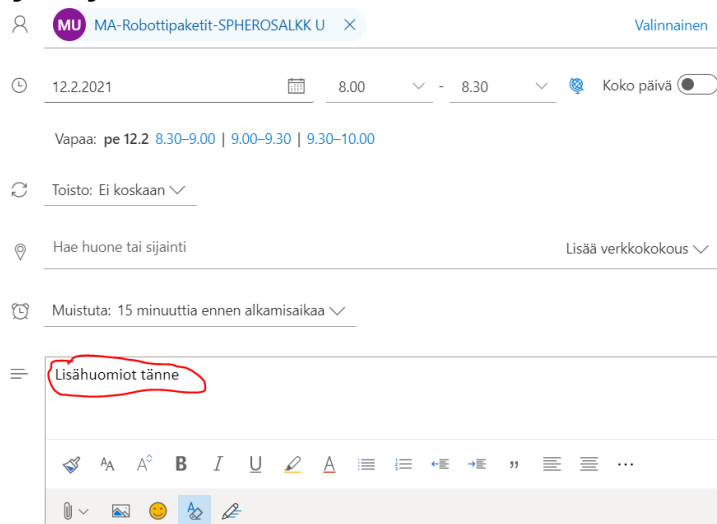 MU MA-Robottipaketit-SPHEROSALKK U Valinnainen
12.2.2021 8.00 - 8.30 Koko päivä
Vapaa: pe 12.2 8.30–9.00 | 9.00–9.30 | 9.30–10.00
Toisto: Ei koskaan
Hae huone tai sijainti Lisää verkkokokous
Muistuta: 15 minuuttia ennen alkamisaikaa
Lisähuomiot tänne